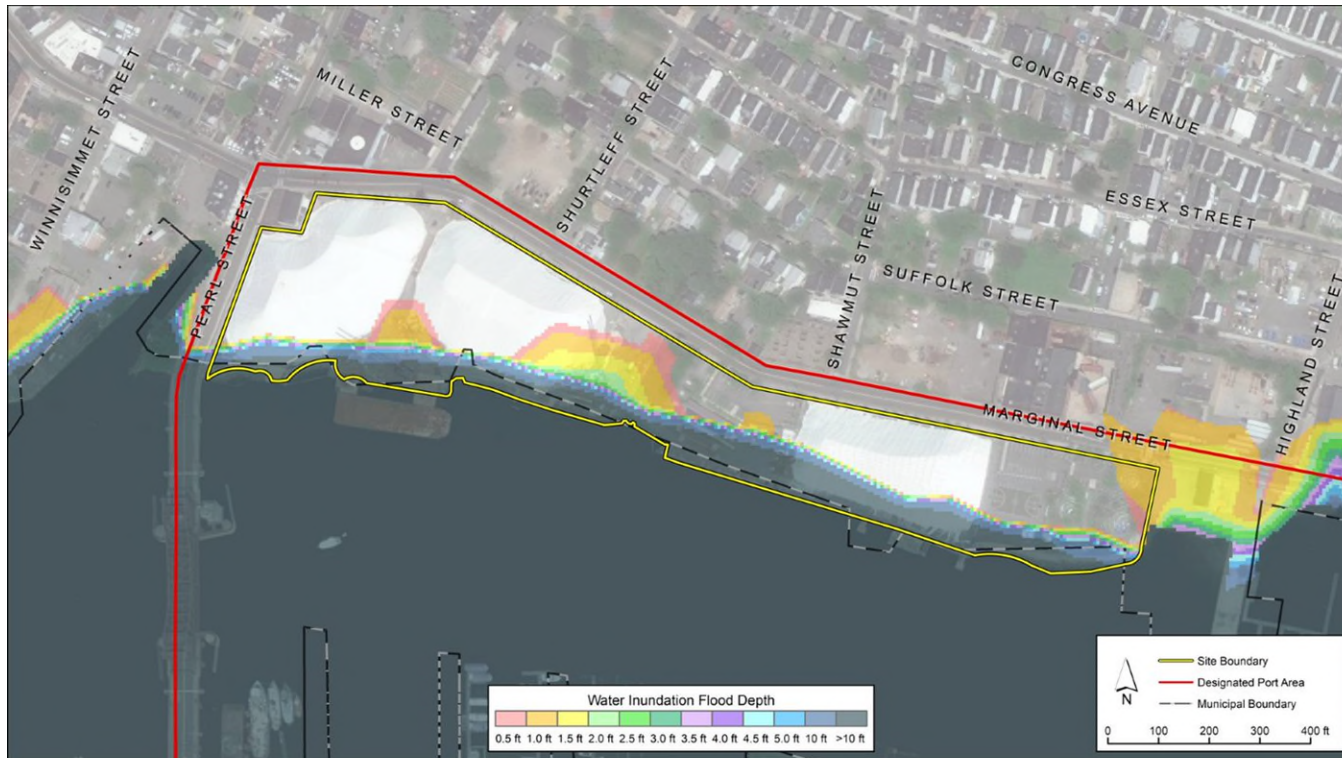 WINNISIMMET STREET
MILLER STREET
SHURTLEFF STREET
CONGRESS AVENUE
ESSEX STREET
PEARL STREET
SHAWMUT STREET
SUFFOLK STREET
HIGHLAND STREET
MARGINAL STREET
Water Inundation Flood Depth
0.5 ft 1.0 ft 1.5 ft 2.0 ft 2.5 ft 3.0 ft 3.5 ft 4.0 ft 4.5 ft 5.0 ft 10 ft >10 ft
N
Site Boundary
Designated Port Area
Municipal Boundary
0 100 200 300 400 ft